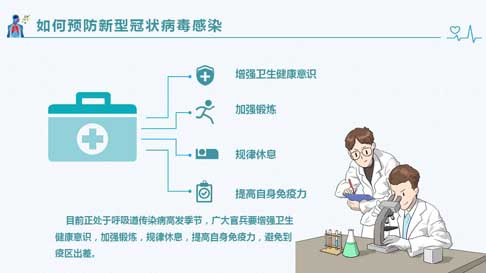 如何预防新型冠状病毒感染
增强卫生健康意识
加强锻炼
规律休息
提高自身免疫力
目前正处于呼吸道传染病高发季节，广大官兵要增强卫生
健康意识，加强锻炼，规律休息，提高自身免疫力，避免到
疫区出差。